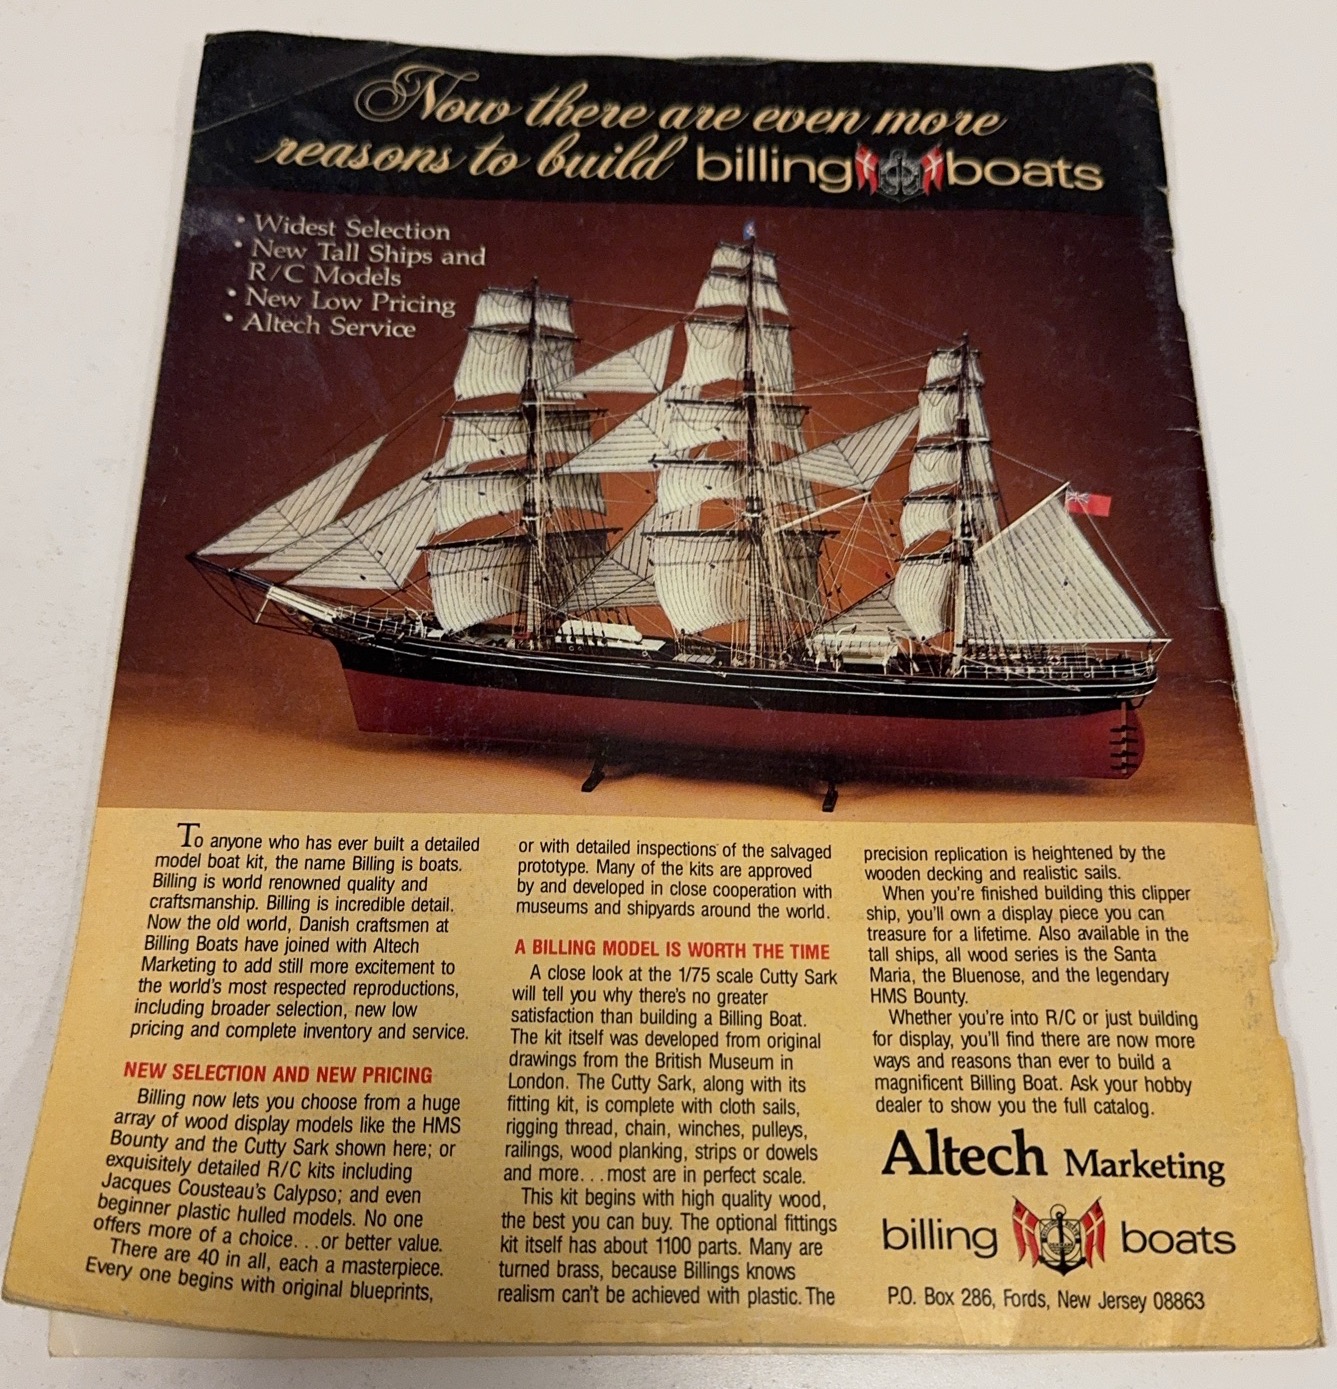 Now there are even more
reasons to build billing boats
• Widest Selection
• New Tall Ships and
R/C Models
• New Low Pricing
• Altech Service
To anyone who has ever built a detailed
model boat kit, the name Billing is boats.
Billing is world renowned quality and
craftsmanship. Billing is incredible detail.
Now the old world, Danish craftsmen at
Billing Boats have joined with Altech
Marketing to add still more excitement to
the world's most respected reproductions,
including broader selection, new low
pricing and complete inventory and service.
NEW SELECTION AND NEW PRICING
Billing now lets you choose from a huge
array of wood display models like the HMS
Bounty and the Cutty Sark shown here; or
exquisitely detailed R/C kits including
Jacques Cousteau's Calypso; and even
beginner plastic hulled models. No one
offers more of a choice...or better value.
There are 40 in all, each a masterpiece.
Every one begins with original blueprints,
or with detailed inspections of the salvaged
prototype. Many of the kits are approved
by and developed in close cooperation with
museums and shipyards around the world.
A BILLING MODEL IS WORTH THE TIME
A close look at the 1/75 scale Cutty Sark
will tell you why there's no greater
satisfaction than building a Billing Boat.
The kit itself was developed from original
drawings from the British Museum in
London. The Cutty Sark, along with its
fitting kit, is complete with cloth sails,
rigging thread, chain, winches, pulleys,
railings, wood planking, strips or dowels
and more...most are in perfect scale.
This kit begins with high quality wood,
the best you can buy. The optional fittings
kit itself has about 1100 parts. Many are
turned brass, because Billings knows
realism can't be achieved with plastic. The
precision replication is heightened by the
wooden decking and realistic sails.
When you're finished building this clipper
ship, you'll own a display piece you can
treasure for a lifetime. Also available in the
tall ships, all wood series is the Santa
Maria, the Bluenose, and the legendary
HMS Bounty.
Whether you're into R/C or just building
for display, you'll find there are now more
ways and reasons than ever to build a
magnificent Billing Boat. Ask your hobby
dealer to show you the full catalog.
Altech Marketing
billing boats
P.O. Box 286, Fords, New Jersey 08863